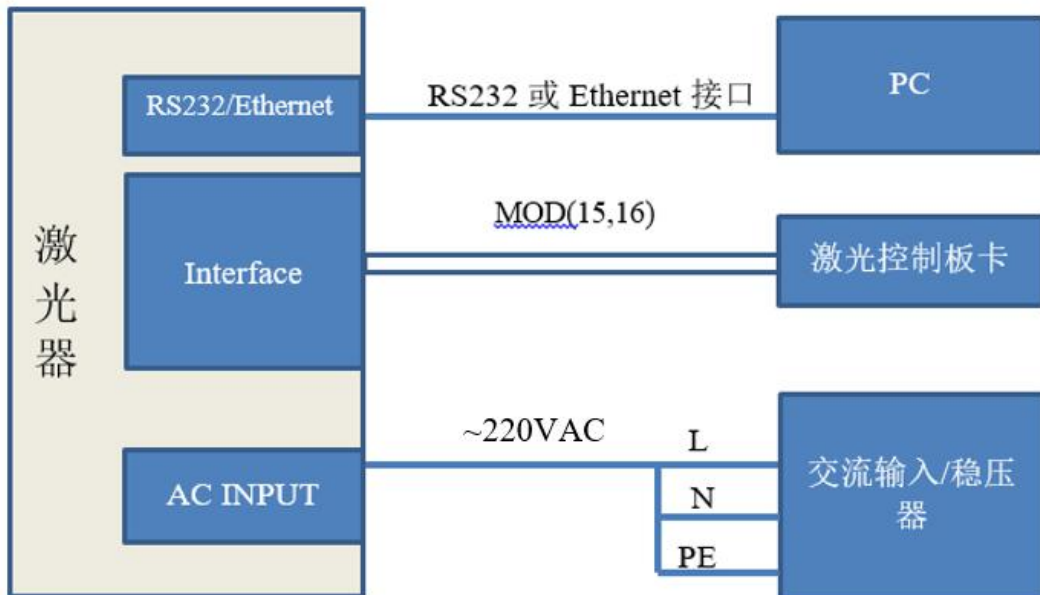 RS232/Ethernet
RS232 或 Ethernet 接口
PC
激光器
Interface
MOD(15,16)
激光控制板卡
AC INPUT
~220VAC
L
N
PE
交流输入/稳压
器